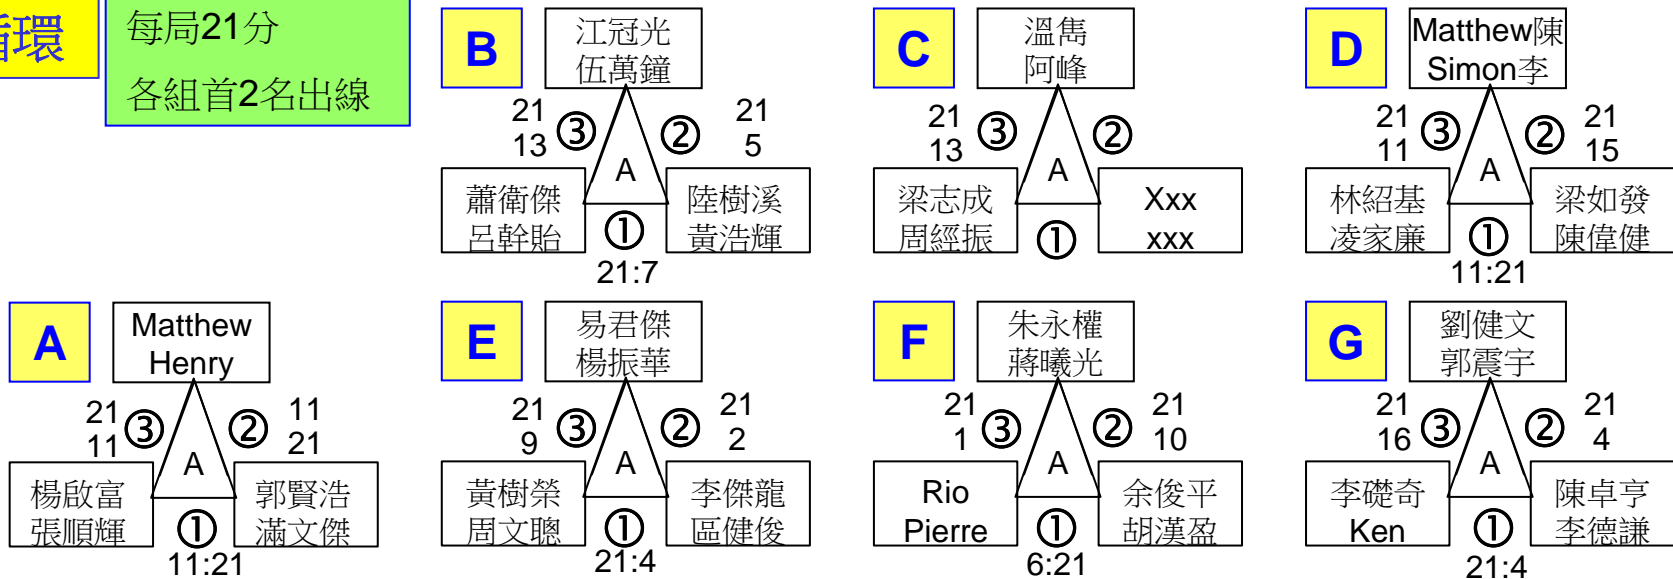 循環
每局21分
各組首2名出線
B
江冠光
伍萬鐘
21
13
③
②
21
5
A
蕭衛傑
呂幹貽
陸樹溪
黃浩輝
①
21:7
C
溫雋
阿峰
21
13
③
②
A
梁志成
周經振
Xxx
xxx
①
D
Matthew陳
Simon李
21
11
③
②
21
15
A
林紹基
凌家廉
梁如發
陳偉健
①
11:21
A
Matthew
Henry
21
11
③
②
11
21
A
楊啟富
張順輝
郭賢浩
滿文傑
①
11:21
E
易君傑
楊振華
21
9
③
②
21
2
A
黃樹榮
周文聰
李傑龍
區健俊
①
21:4
F
朱永權
蔣曦光
21
1
③
②
21
10
A
Rio
Pierre
余俊平
胡漢盈
①
6:21
G
劉健文
郭震宇
21
16
③
②
21
4
A
李礎奇
Ken
陳卓亨
李德謙
①
21:4